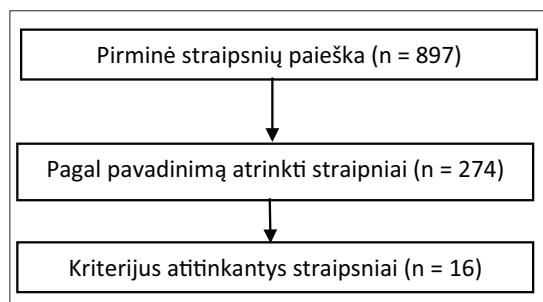 Pirminė straipsnių paieška (n = 897)
Pagal pavadinimą atrinkti straipniai (n = 274)
Kriterijus atitinkantys straipsniai (n = 16)